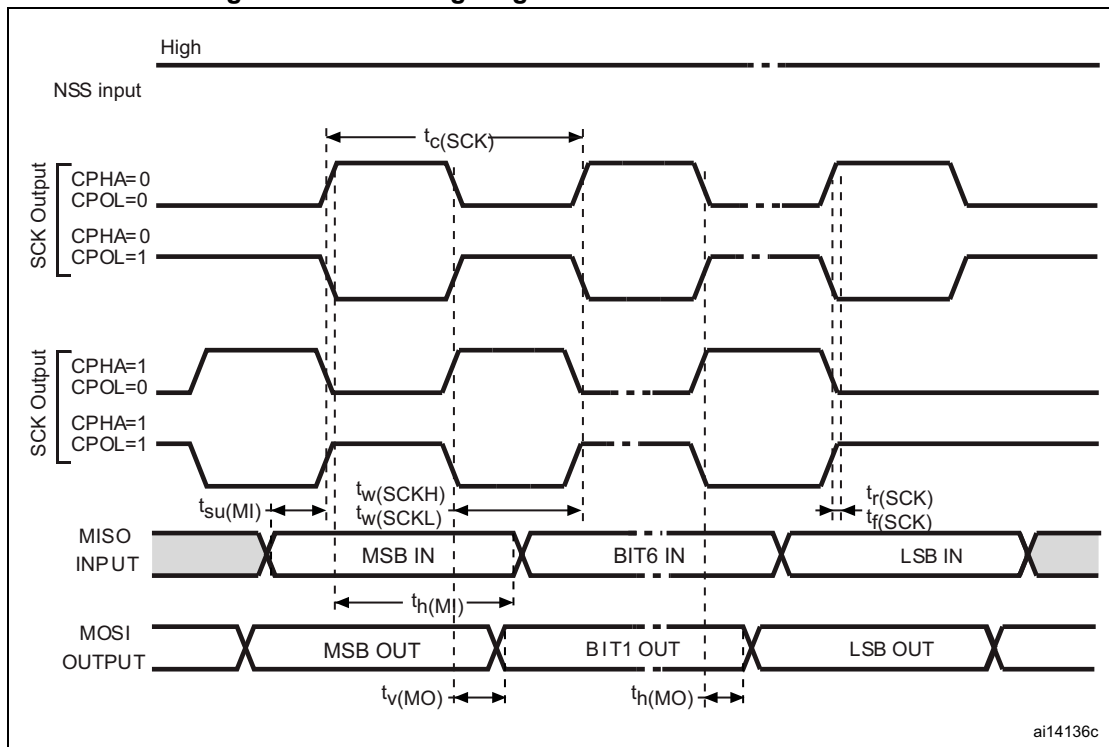 High
NSS input
tc(SCK)
SCK Output
CPHA=0
CPOL=0
CPHA=0
CPOL=1
SCK Output
CPHA=1
CPOL=0
CPHA=1
CPOL=1
tsu(MI)
tw(SCKH)
tw(SCKL)
tr(SCK)
tf(SCK)
MISO
INPUT
MSB IN
BIT6 IN
LSB IN
th(MI)
MOSI
OUTPUT
MSB OUT
BIT1 OUT
LSB OUT
tv(MO)
th(MO)
ai14136c